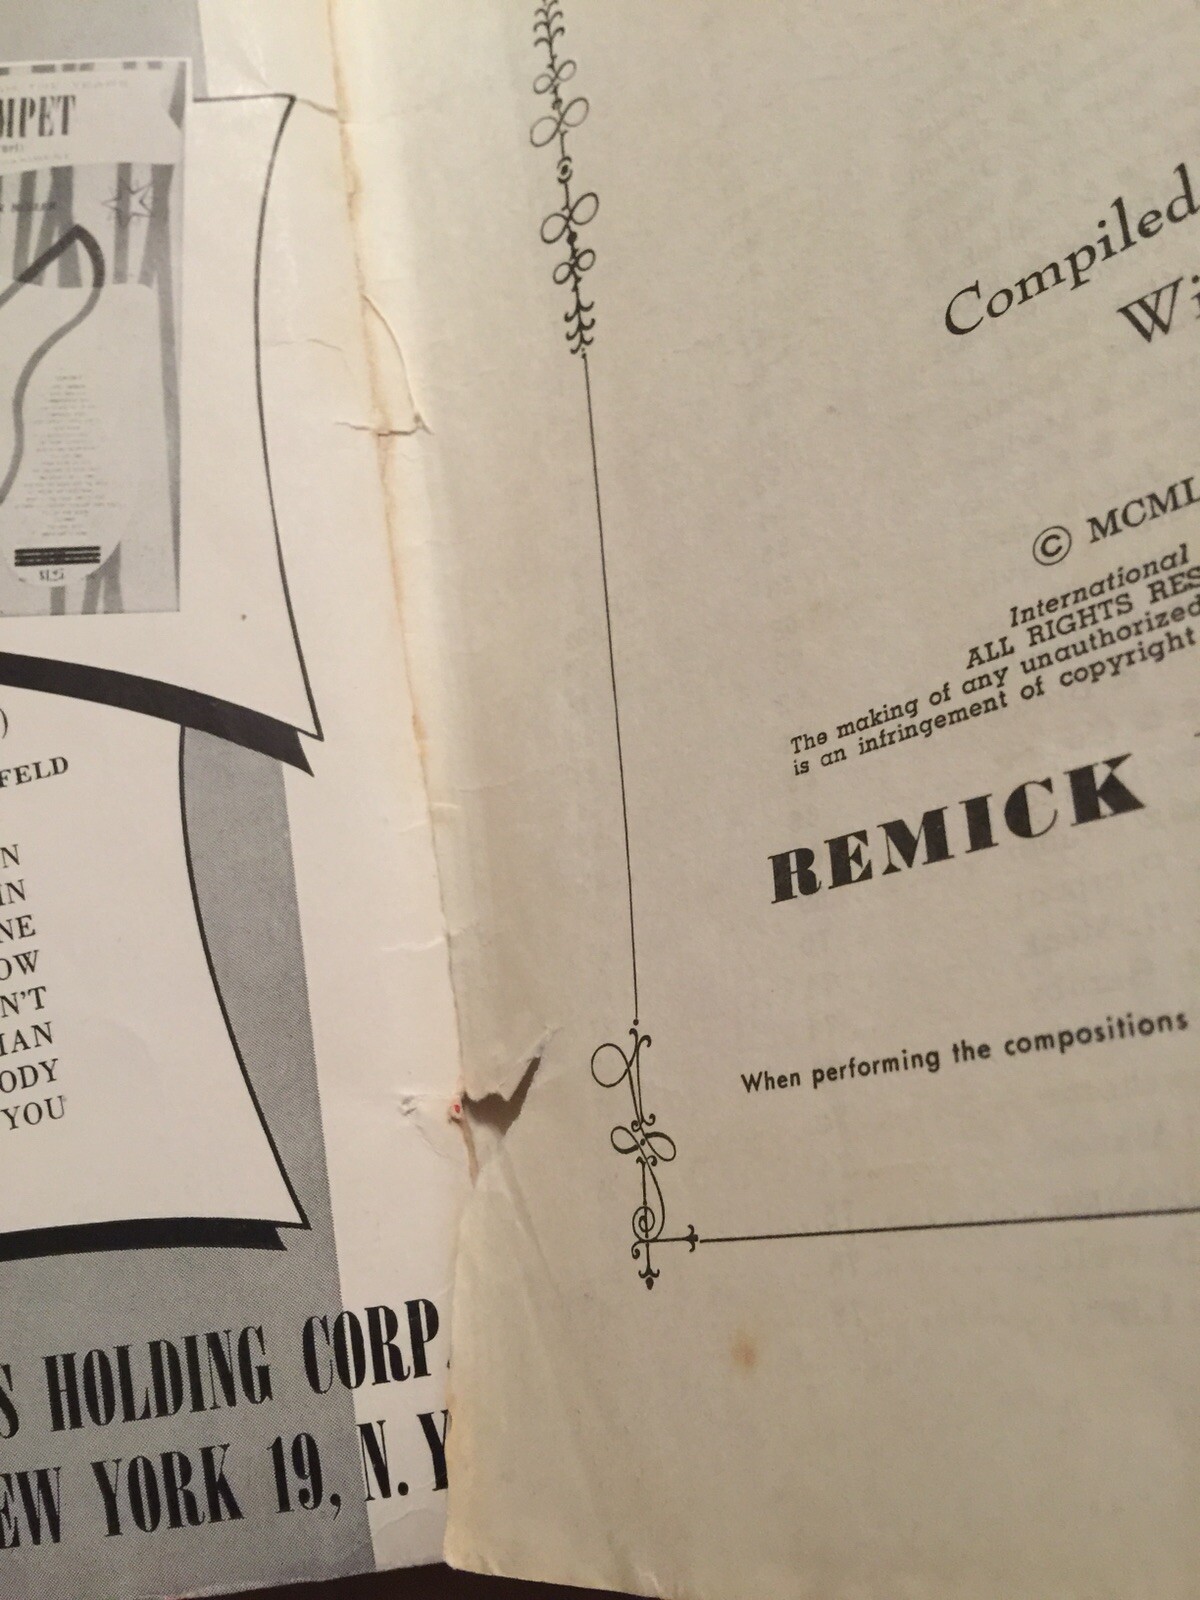 MPET
FELD
N
IN
NE
OW
N'T
IAN
ODY
YOU
S HOLDING CORP.
EW YORK 19, N. Y
Compiled
Wi
© MCML
International
ALL RIGHTS RES
The making of any unauthorized
is an infringement of copyright
REMICK
When performing the compositions